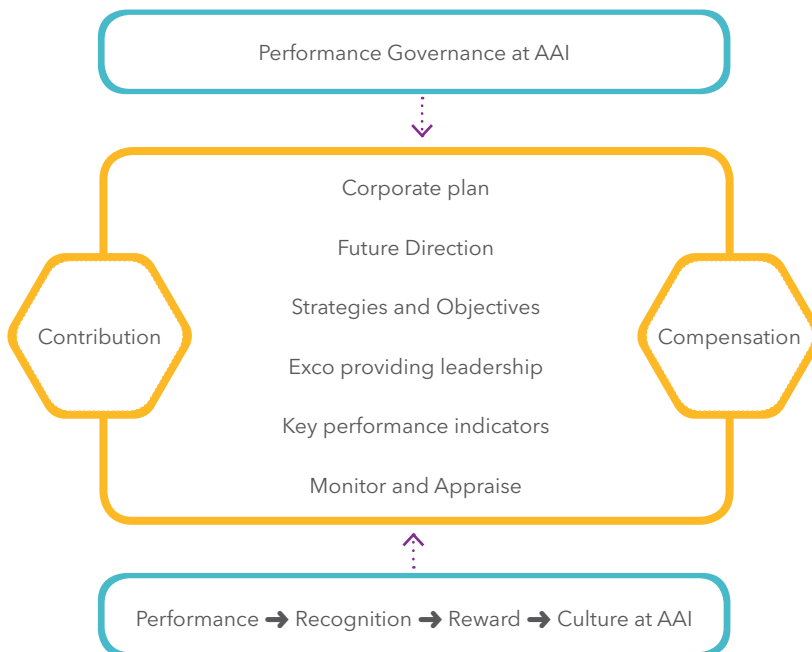 Performance Governance at AAI
Corporate plan
Future Direction
Strategies and Objectives
Contribution
Compensation
Exco providing leadership
Key performance indicators
Monitor and Appraise
Performance ➔ Recognition ➔ Reward ➔ Culture at AAI